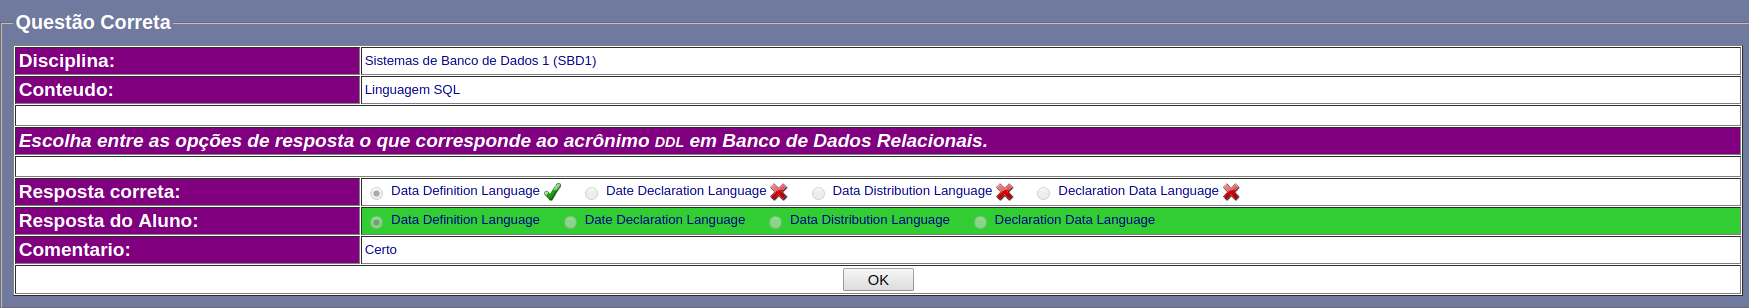 Questão Correta
Disciplina: Sistemas de Banco de Dados 1 (SBD1)
Conteudo: Linguagem SQL
Escolha entre as opções de resposta o que corresponde ao acrônimo DDL em Banco de Dados Relacionais.
Resposta correta: Data Definition Language Date Declaration Language Data Distribution Language Declaration Data Language
Resposta do Aluno: Data Definition Language Date Declaration Language Data Distribution Language Declaration Data Language
Comentario: Certo
OK